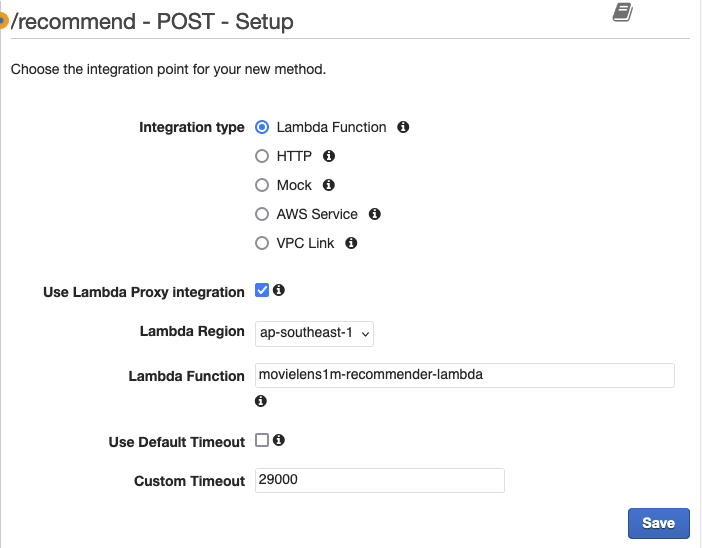 /recommend - POST - Setup
Choose the integration point for your new method.
Integration type
Lambda Function
HTTP
Mock
AWS Service
VPC Link
Use Lambda Proxy integration
Lambda Region ap-southeast-1
Lambda Function movielens1m-recommender-lambda
Use Default Timeout
Custom Timeout 29000
Save